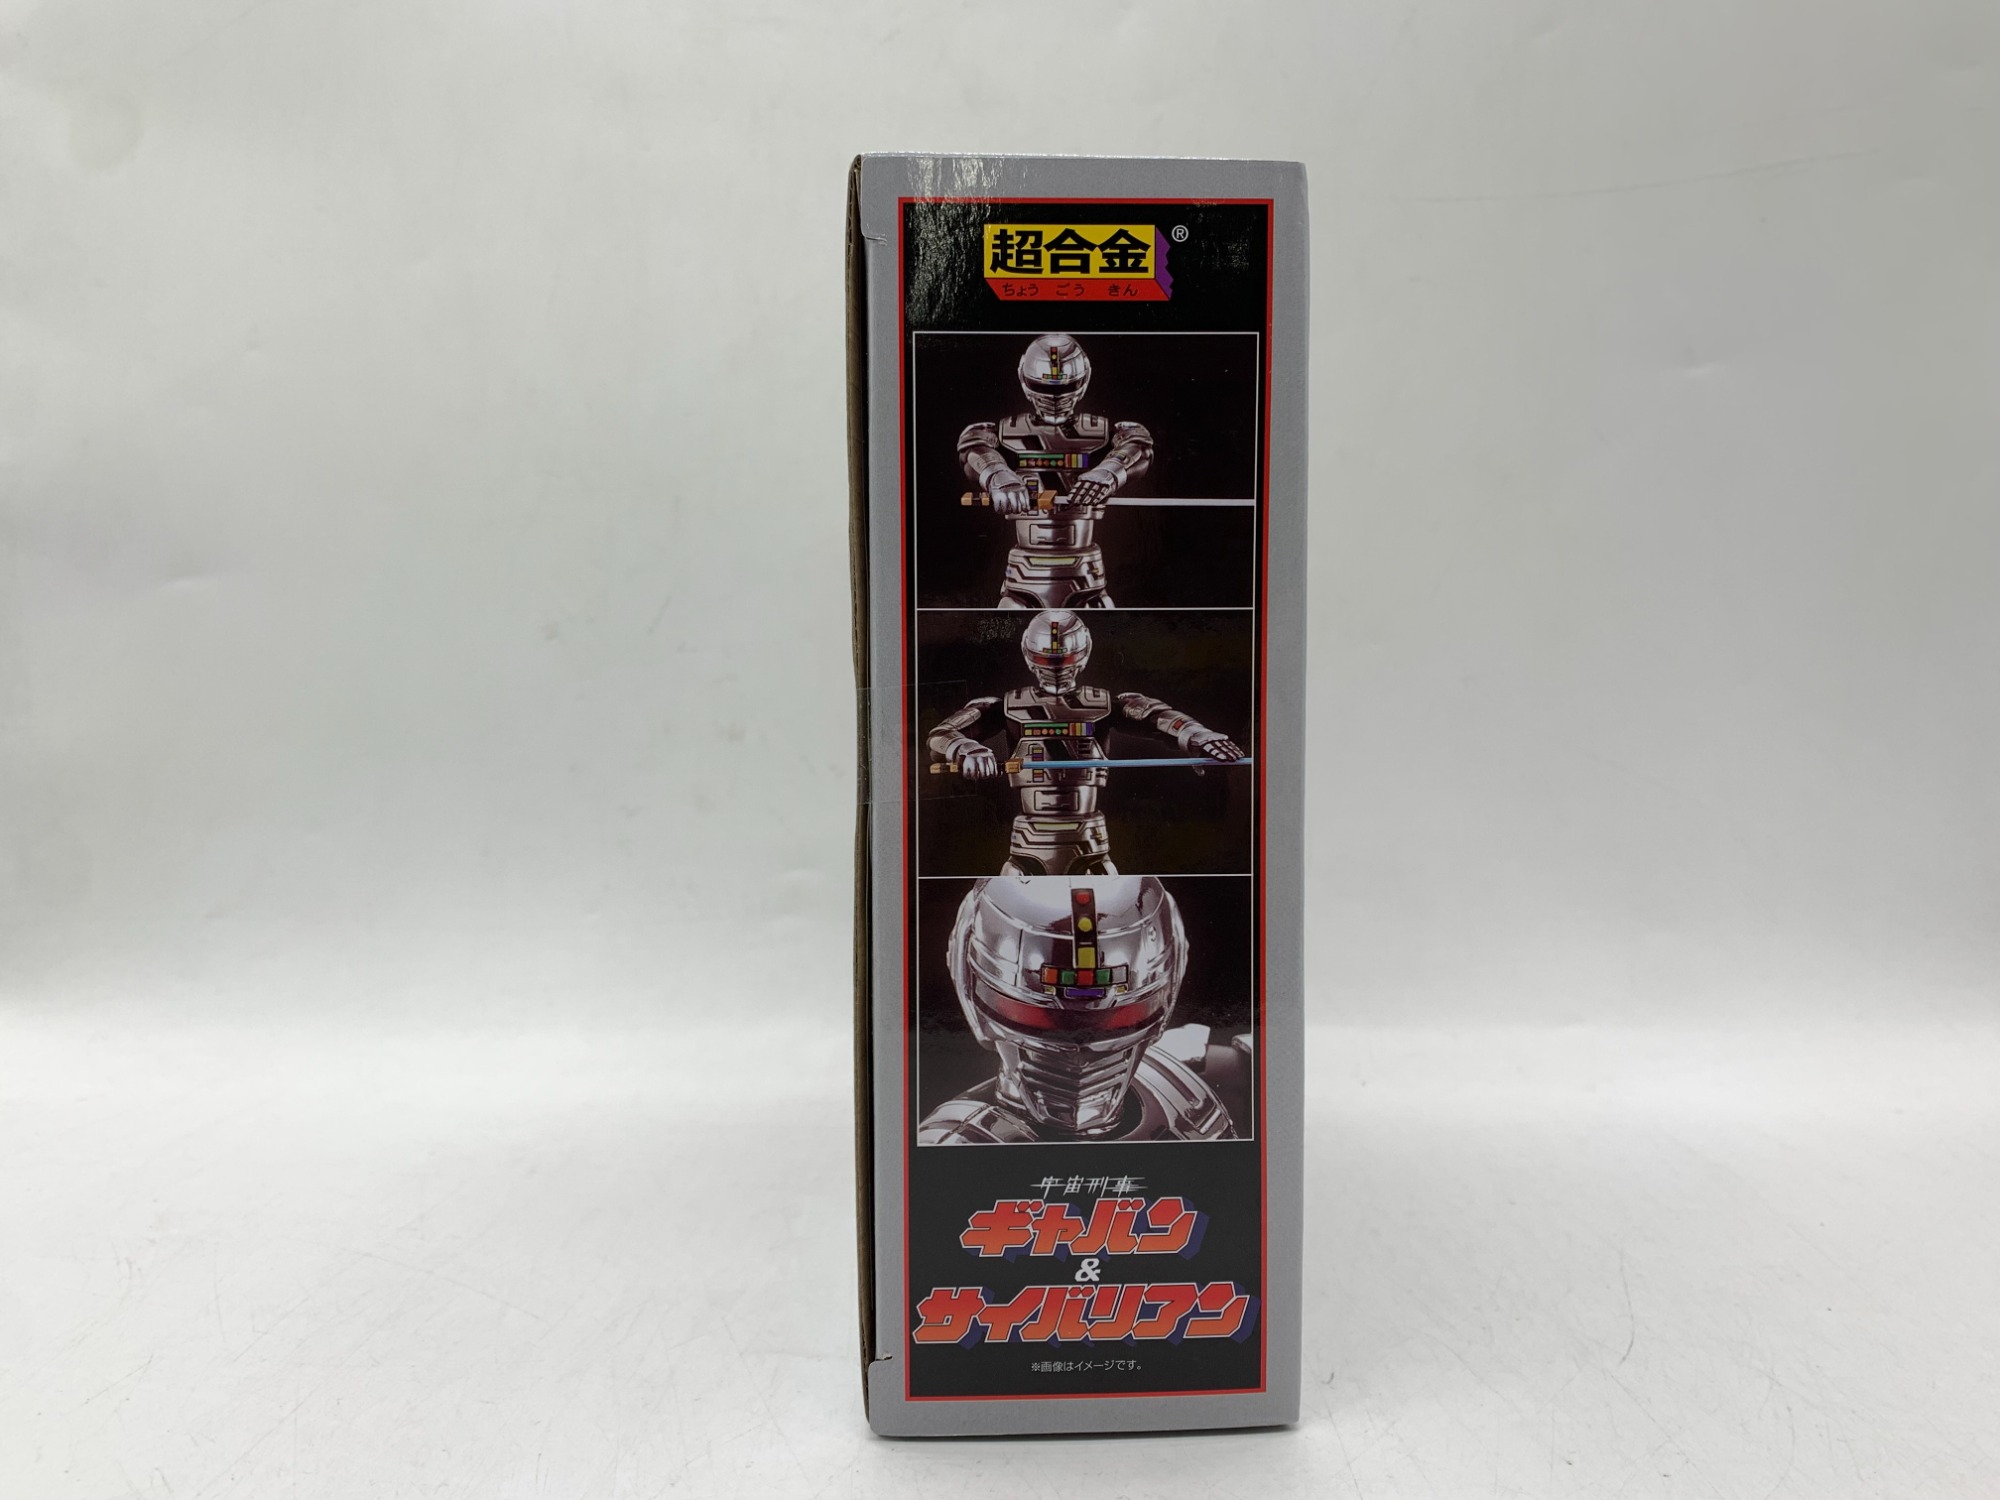 超合金®
ちょう ごう きん
宇宙刑事
ギャバン
&
サイバリアン
※画像はイメージです。